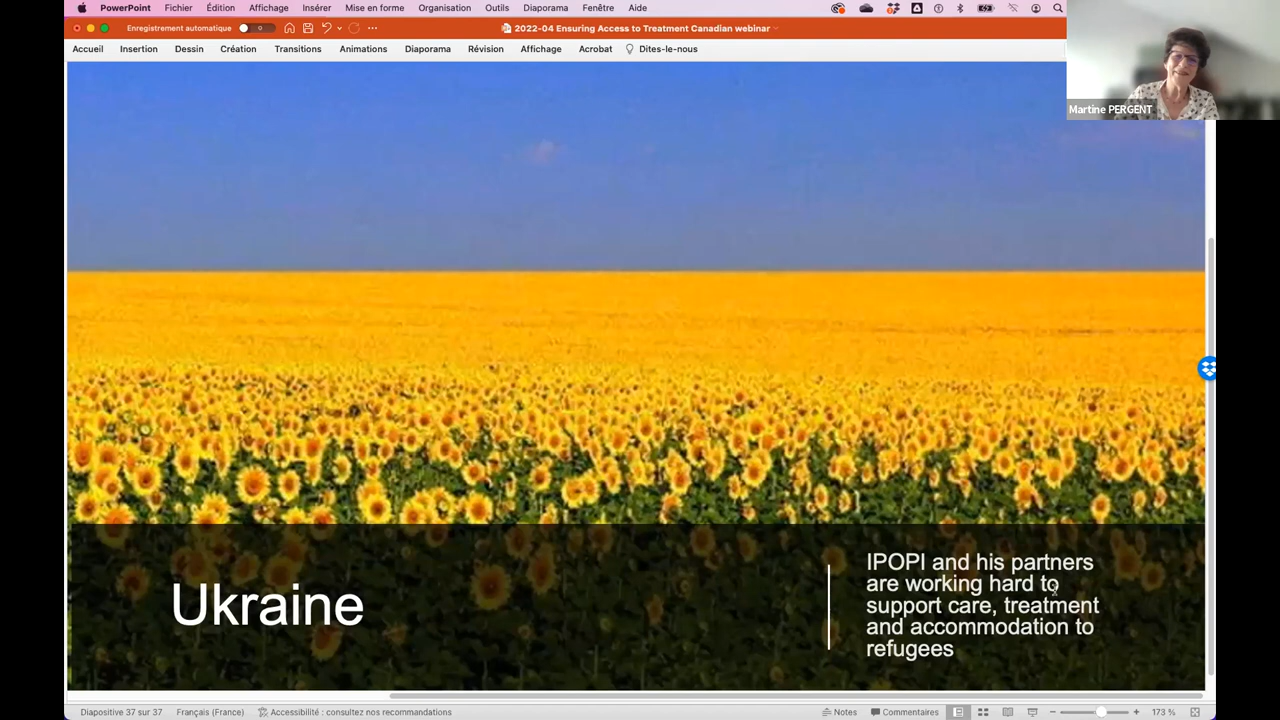 PowerPoint Fichier Édition Affichage Insérer Mise en forme Organisation Outils Diaporama Fenêtre Aide
Enregistrement automatique 2022-04 Ensuring Access to Treatment Canadian webinar
Accueil Insertion Dessin Création Transitions Animations Diaporama Révision Affichage Acrobat Dites-le-nous
Martine PERGENT
Ukraine
IPOPI and his partners
are working hard to
support care, treatment
and accommodation to
refugees
Diapositive 37 sur 37 Français (France) Accessibilité : consultez nos recommandations Notes Commentaires 173 %